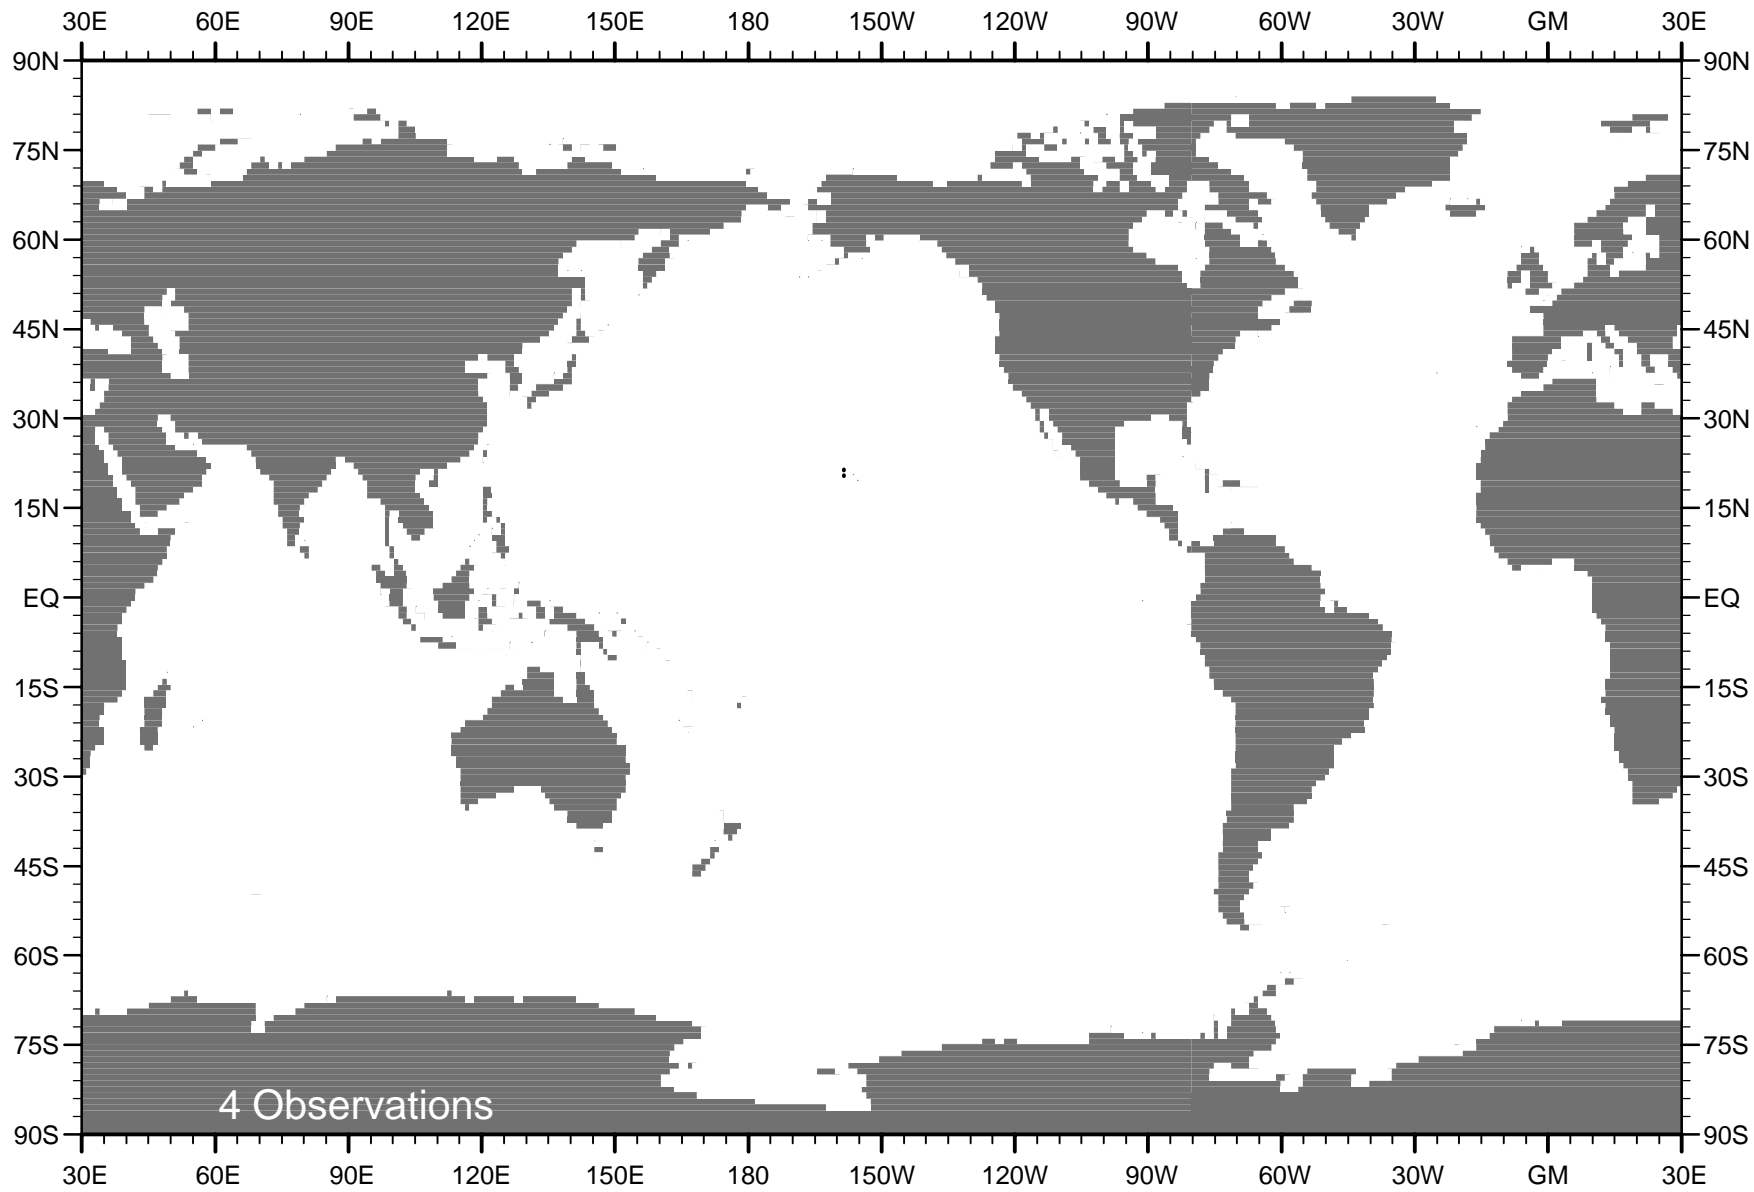 30E 60E 90E 120E 150E 180 150W 120W 90W 60W 30W GM 30E
90N 90N
75N 75N
60N 60N
45N 45N
30N 30N
15N 15N
EQ EQ
15S 15S
30S 30S
45S 45S
60S 60S
75S 75S
4 Observations
90S 90S
30E 60E 90E 120E 150E 180 150W 120W 90W 60W 30W GM 30E